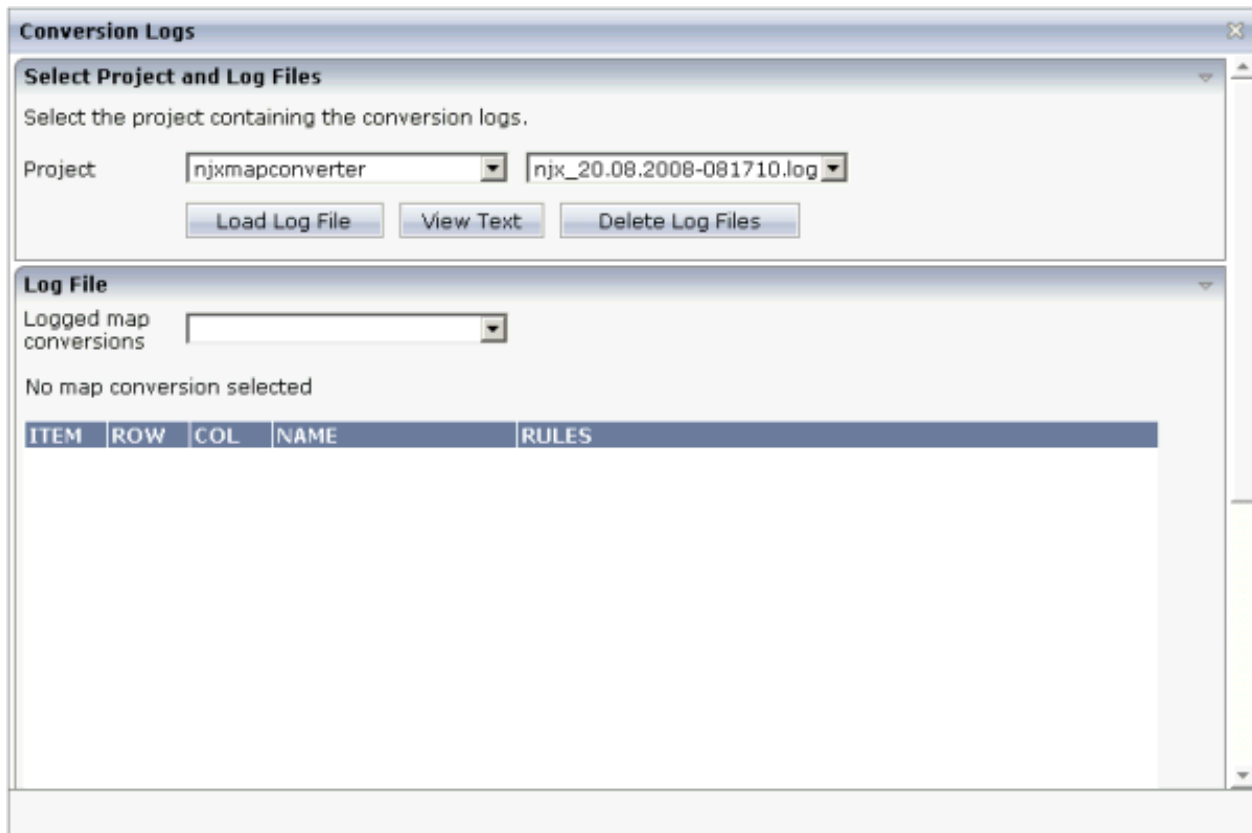 Conversion Logs
Select Project and Log Files
Select the project containing the conversion logs.
Project njxmapconverter njx_20.08.2008-081710.log
Load Log File View Text Delete Log Files
Log File
Logged map
conversions
No map conversion selected
ITEM ROW COL NAME RULES